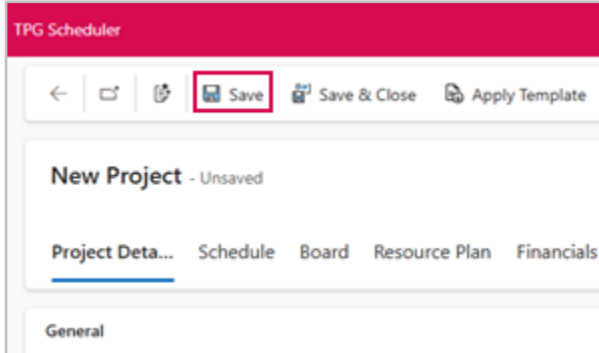 TPG Scheduler
Save Save & Close Apply Template
New Project - Unsaved
Project Deta... Schedule Board Resource Plan Financials
General